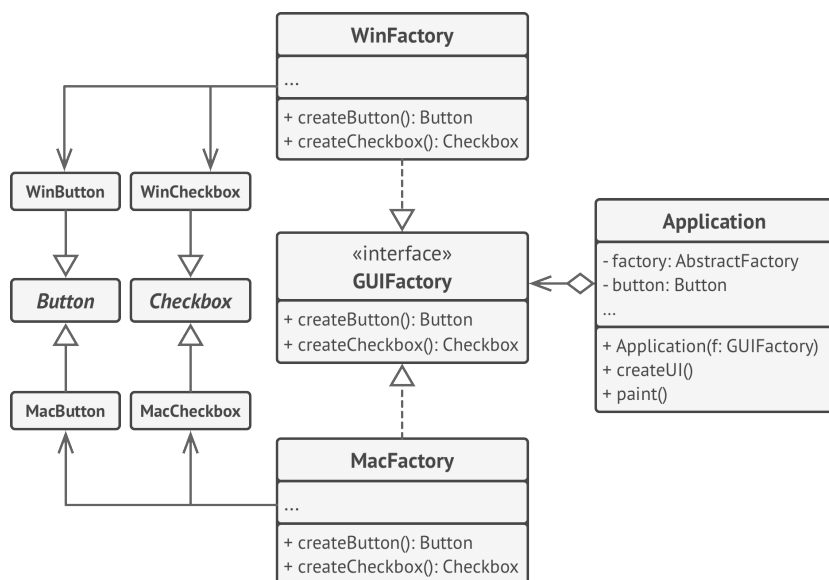 WinFactory
...
+ createButton(): Button
+ createCheckbox(): Checkbox
WinButton
WinCheckbox
Button
Checkbox
MacButton
MacCheckbox
«interface»
GUIFactory
+ createButton(): Button
+ createCheckbox(): Checkbox
Application
- factory: AbstractFactory
- button: Button
...
+ Application(f: GUIFactory)
+ createUI()
+ paint()
MacFactory
...
+ createButton(): Button
+ createCheckbox(): Checkbox